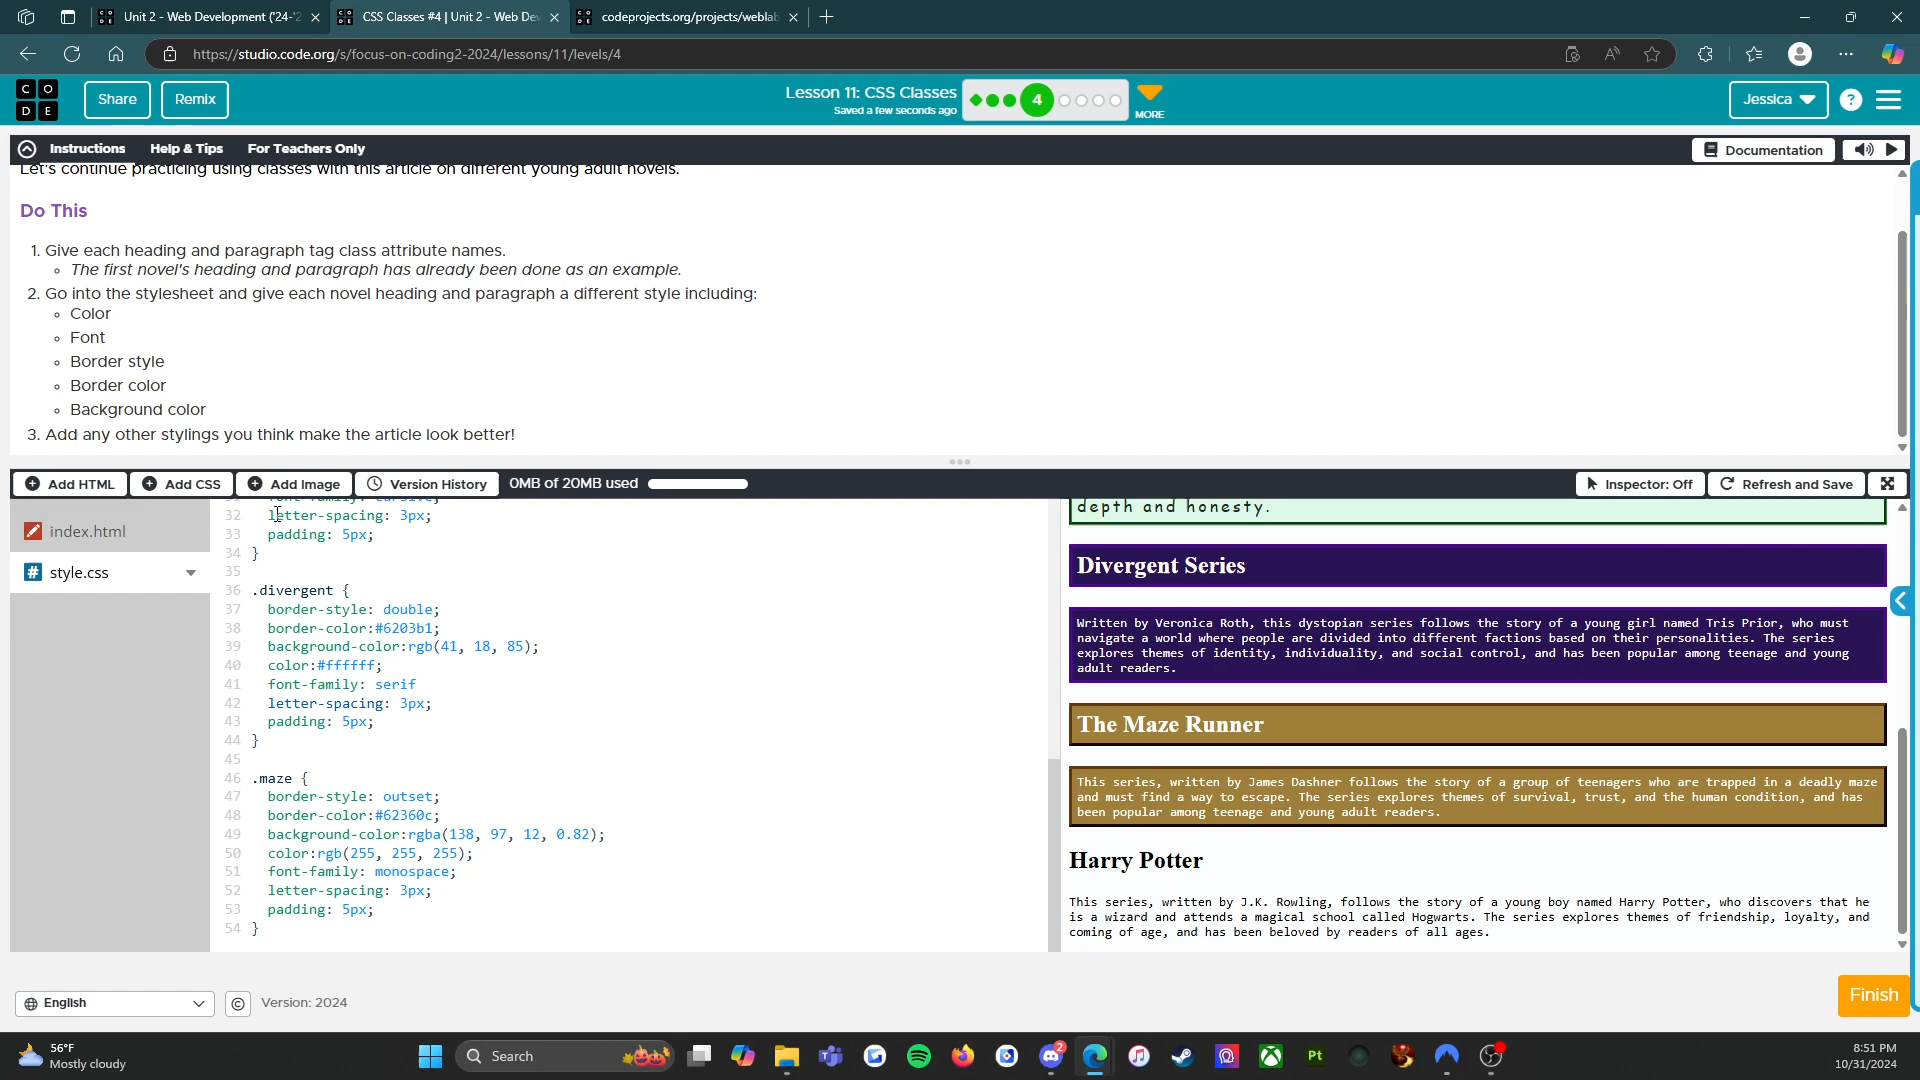 Unit 2 - Web Development ('24-'2
CSS Classes #4 | Unit 2 - Web Dev
codeprojects.org/projects/weblab
https://studio.code.org/s/focus-on-coding2-2024/lessons/11/levels/4
C O D E
Share
Remix
Lesson 11: CSS Classes
Saved a few seconds ago
4
MORE
Jessica
?
Instructions
Help & Tips
For Teachers Only
Documentation
Let's continue practicing using classes with this article on different young adult novels.
Do This
1. Give each heading and paragraph tag class attribute names.
The first novel's heading and paragraph has already been done as an example.
2. Go into the stylesheet and give each novel heading and paragraph a different style including:
Color
Font
Border style
Border color
Background color
3. Add any other stylings you think make the article look better!
Add HTML
Add CSS
Add Image
Version History
0MB of 20MB used
Inspector: Off
Refresh and Save
index.html
# style.css
31 font-family: cursive;
32 letter-spacing: 3px;
33 padding: 5px;
34 }
35
36 .divergent {
37 border-style: double;
38 border-color:#6203b1;
39 background-color:rgb(41, 18, 85);
40 color:#ffffff;
41 font-family: serif
42 letter-spacing: 3px;
43 padding: 5px;
44 }
45
46 .maze {
47 border-style: outset;
48 border-color:#62360c;
49 background-color:rgba(138, 97, 12, 0.82);
50 color:rgb(255, 255, 255);
51 font-family: monospace;
52 letter-spacing: 3px;
53 padding: 5px;
54 }
depth and honesty.
Divergent Series
Written by Veronica Roth, this dystopian series follows the story of a young girl named Tris Prior, who must
navigate a world where people are divided into different factions based on their personalities. The series
explores themes of identity, individuality, and social control, and has been popular among teenage and young
adult readers.
The Maze Runner
This series, written by James Dashner follows the story of a group of teenagers who are trapped in a deadly maze
and must find a way to escape. The series explores themes of survival, trust, and the human condition, and has
been popular among teenage and young adult readers.
Harry Potter
This series, written by J.K. Rowling, follows the story of a young boy named Harry Potter, who discovers that he
is a wizard and attends a magical school called Hogwarts. The series explores themes of friendship, loyalty, and
coming of age, and has been beloved by readers of all ages.
English
©
Version: 2024
Finish
56°F
Mostly cloudy
Search
2
Pt
8:51 PM
10/31/2024